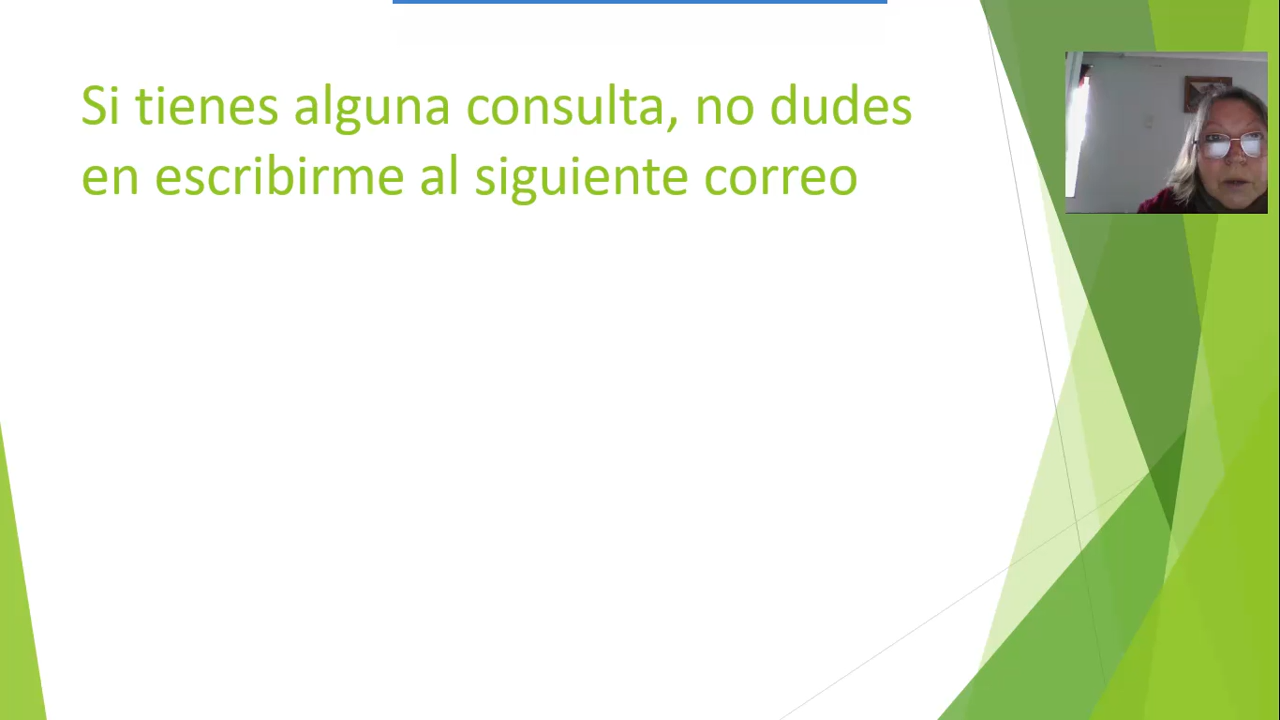 Si tienes alguna consulta, no dudes
en escribirme al siguiente correo